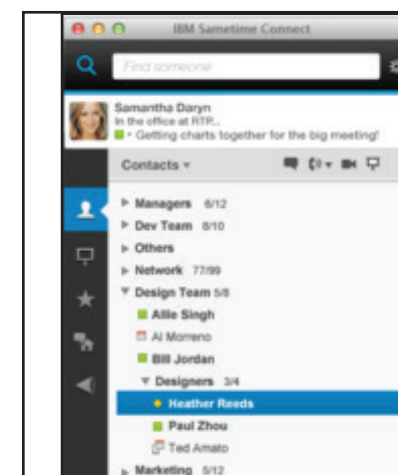 IBM Sametime Connect
Find someone
Samantha Daryn
In the office at RTP...
- Getting charts together for the big meeting!
Contacts
Managers 6/12
Dev Team 8/10
Others
Network 77/99
Design Team 5/8
Allie Singh
Al Morreno
Bill Jordan
Designers 3/4
Heather Reeds
Paul Zhou
Ted Amato
Marketing 5/12